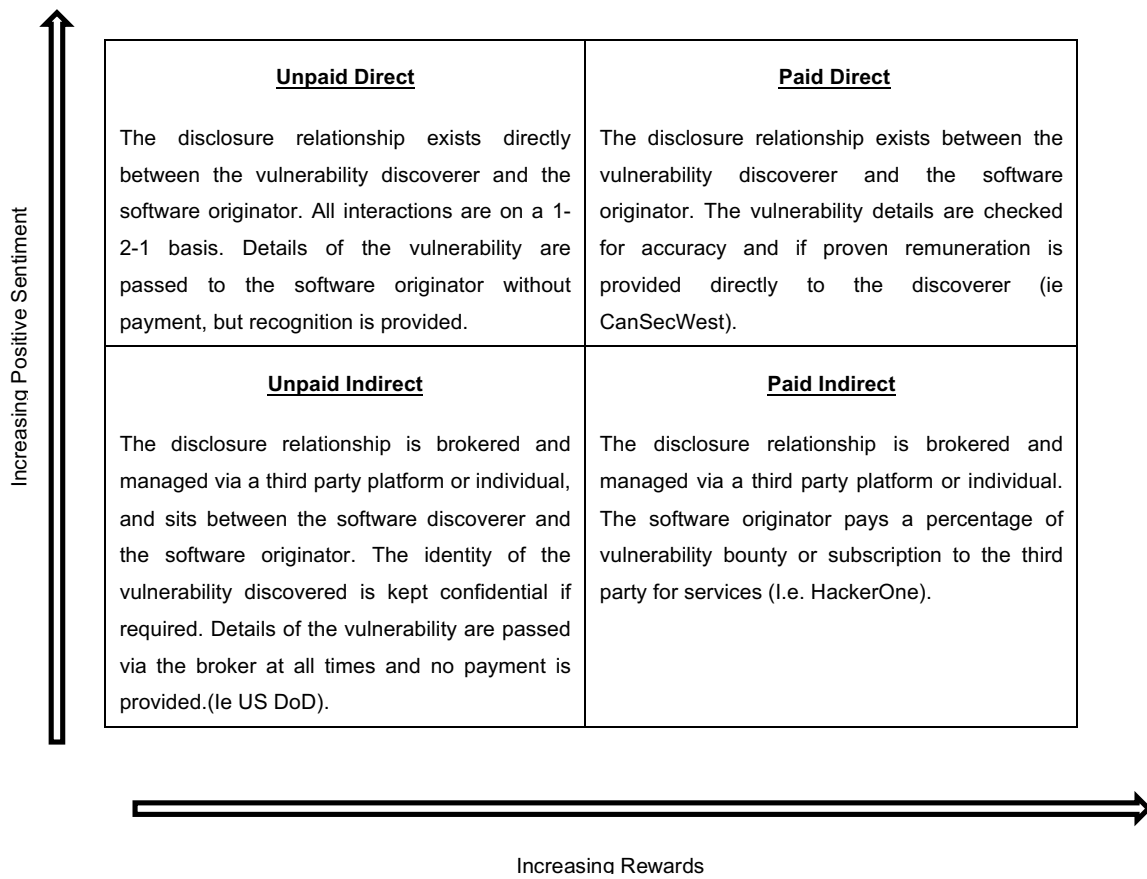 Increasing Positive Sentiment
Unpaid Direct
The disclosure relationship exists directly
between the vulnerability discoverer and the
software originator. All interactions are on a 1-
2-1 basis. Details of the vulnerability are
passed to the software originator without
payment, but recognition is provided.
Paid Direct
The disclosure relationship exists between the
vulnerability discoverer and the software
originator. The vulnerability details are checked
for accuracy and if proven remuneration is
provided directly to the discoverer (ie
CanSecWest).
Unpaid Indirect
The disclosure relationship is brokered and
managed via a third party platform or individual,
and sits between the software discoverer and
the software originator. The identity of the
vulnerability discovered is kept confidential if
required. Details of the vulnerability are passed
via the broker at all times and no payment is
provided.(Ie US DoD).
Paid Indirect
The disclosure relationship is brokered and
managed via a third party platform or individual.
The software originator pays a percentage of
vulnerability bounty or subscription to the third
party for services (I.e. HackerOne).
Increasing Rewards